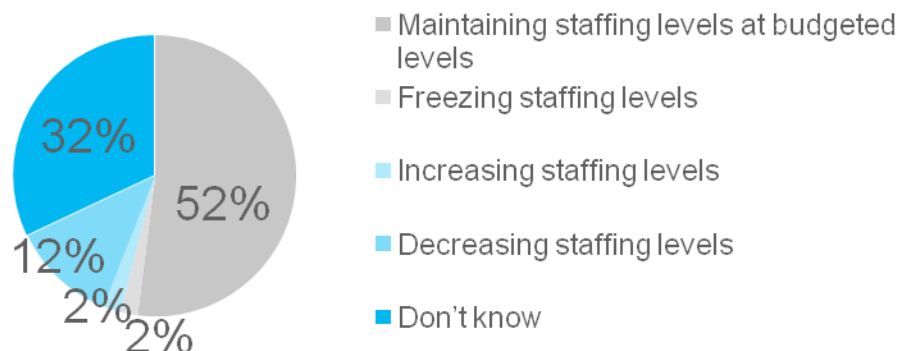 Maintaining staffing levels at budgeted
levels
Freezing staffing levels
32%
Increasing staffing levels
52%
Decreasing staffing levels
12%
2%
Don't know
2%